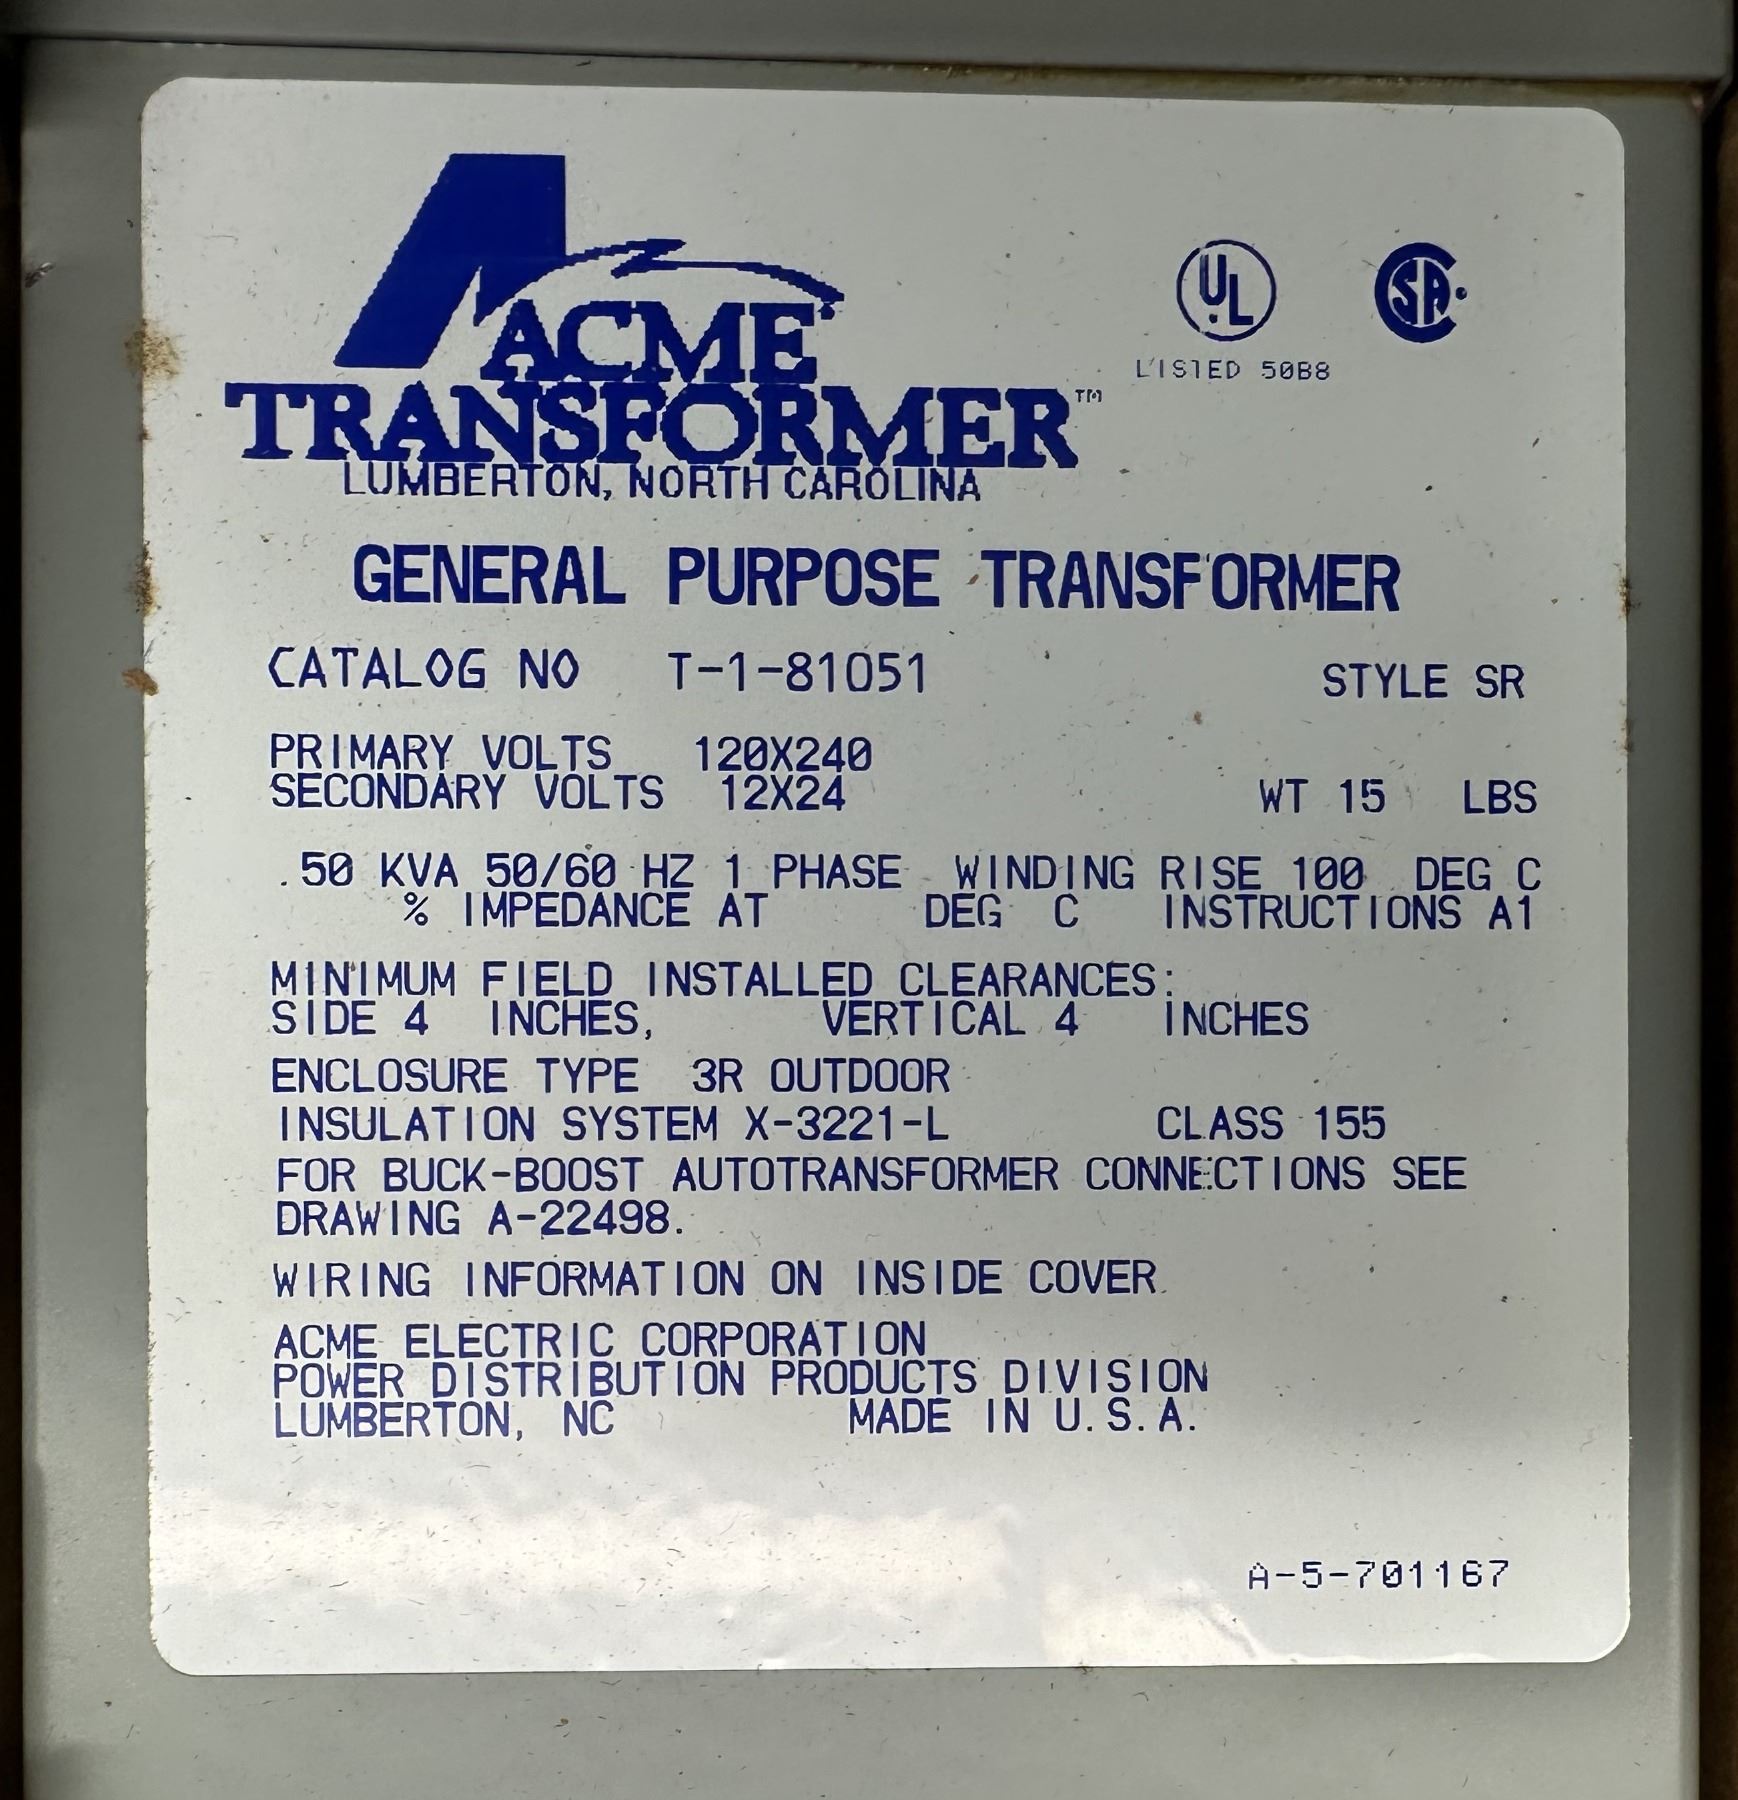 ACME
TRANSFORMER™
LUMBERTON, NORTH CAROLINA
UL
LISTED 50B8
CSA
GENERAL PURPOSE TRANSFORMER
CATALOG NO T-1-81051 STYLE SR
PRIMARY VOLTS 120X240
SECONDARY VOLTS 12X24 WT 15 LBS
.50 KVA 50/60 HZ 1 PHASE WINDING RISE 100 DEG C
% IMPEDANCE AT DEG C INSTRUCTIONS A1
MINIMUM FIELD INSTALLED CLEARANCES:
SIDE 4 INCHES, VERTICAL 4 INCHES
ENCLOSURE TYPE 3R OUTDOOR
INSULATION SYSTEM X-3221-L CLASS 155
FOR BUCK-BOOST AUTOTRANSFORMER CONNECTIONS SEE
DRAWING A-22498.
WIRING INFORMATION ON INSIDE COVER.
ACME ELECTRIC CORPORATION
POWER DISTRIBUTION PRODUCTS DIVISION
LUMBERTON, NC MADE IN U.S.A.
A-5-701167